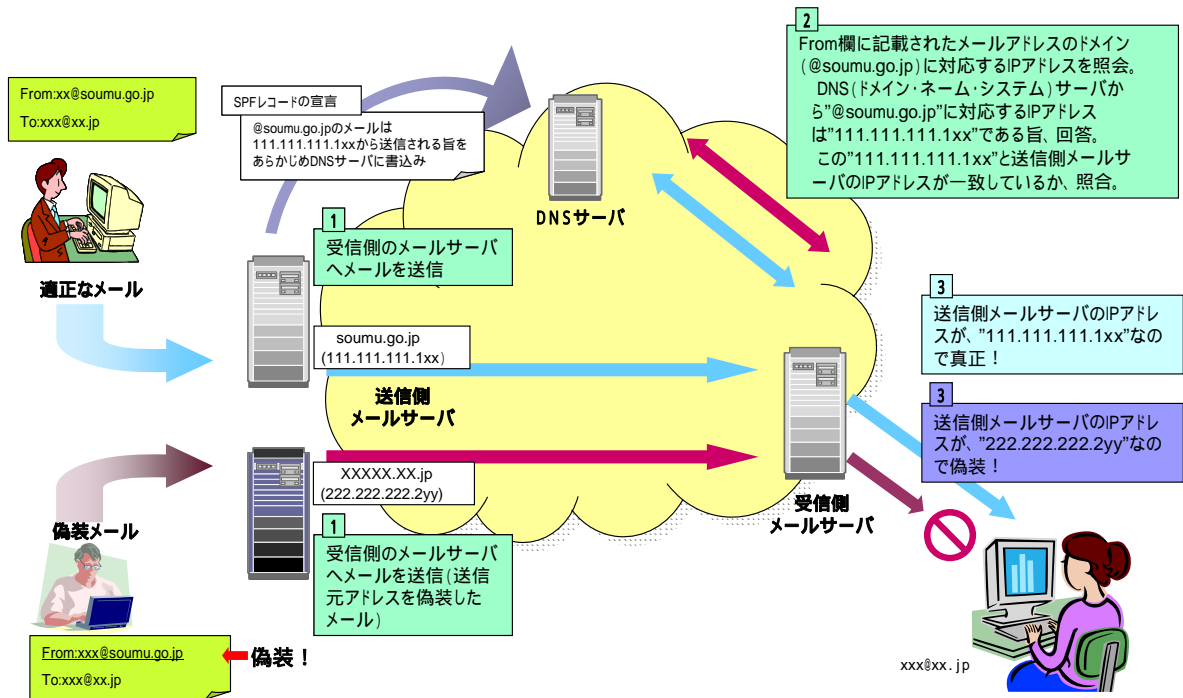 From:xx@soumu.go.jp
To:xxx@xx.jp
適正なメール
SPFレコードの宣言
@soumu.go.jpのメールは
111.111.111.1xxから送信される旨を
あらかじめDNSサーバに書込み
DNSサーバ
1
受信側のメールサーバ
へメールを送信
soumu.go.jp
(111.111.111.1xx)
送信側
メールサーバ
2
From欄に記載されたメールアドレスのドメイン
(@soumu.go.jp)に対応するIPアドレスを照会。
DNS(ドメイン・ネーム・システム)サーバか
ら"@soumu.go.jp"に対応するIPアドレス
は"111.111.111.1xx"である旨、回答。
この"111.111.111.1xx"と送信側メールサ
ーバのIPアドレスが一致しているか、照合。
3
送信側メールサーバのIPアドレ
スが、"111.111.111.1xx"なの
で真正!
3
送信側メールサーバのIPアドレ
スが、"222.222.222.2yy"なの
で偽装!
XXXXX.XX.jp
(222.222.222.2yy)
受信側
メールサーバ
偽装メール
1
受信側のメールサーバ
へメールを送信(送信
元アドレスを偽装した
メール)
From:xxx@soumu.go.jp
To:xxx@xx.jp
偽装!
xxx@xx.jp